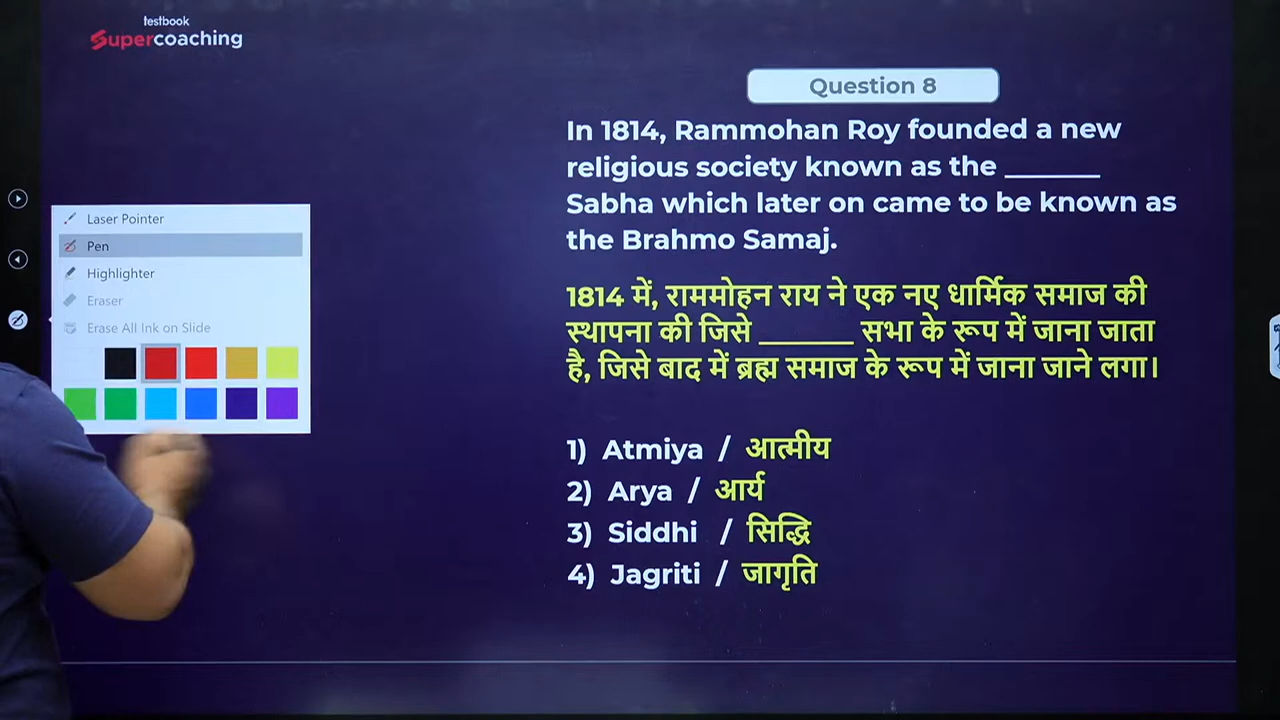 testbook
Supercoaching
Question 8
In 1814, Rammohan Roy founded a new
religious society known as the ______
Sabha which later on came to be known as
the Brahmo Samaj.
1814 में, राममोहन राय ने एक नए धार्मिक समाज की
स्थापना की जिसे ______ सभा के रूप में जाना जाता
है, जिसे बाद में ब्रह्म समाज के रूप में जाना जाने लगा।
1) Atmiya / आत्मीय
2) Arya / आर्य
3) Siddhi / सिद्धि
4) Jagriti / जागृति
Laser Pointer
Pen
Highlighter
Eraser
Erase All Ink on Slide